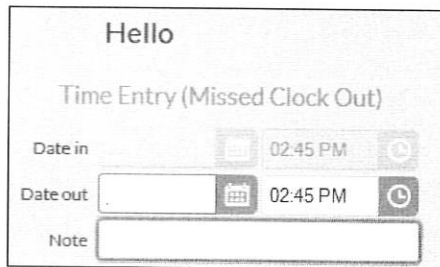 Hello
Time Entry (Missed Clock Out)
Date in 02:45 PM
Date out 02:45 PM
Note